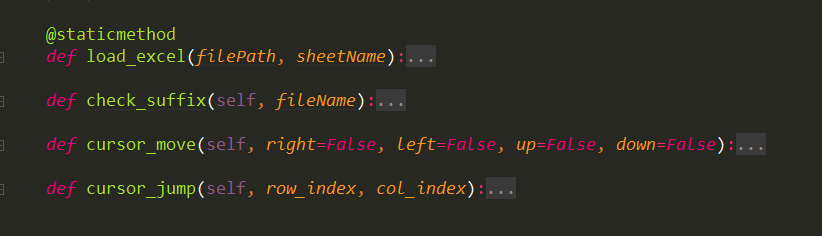 @staticmethod
def load_excel(filePath, sheetName):...
def check_suffix(self, fileName):...
def cursor_move(self, right=False, left=False, up=False, down=False):...
def cursor_jump(self, row_index, col_index):...